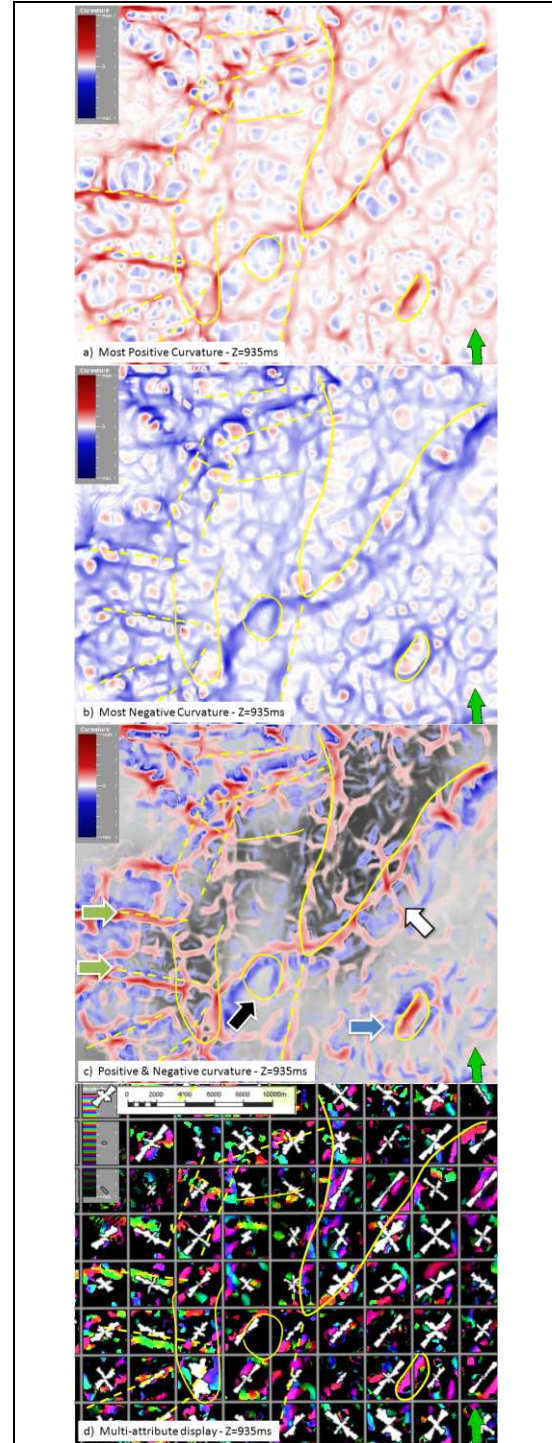 Curvature
a) Most Positive Curvature - Z=935ms
Curvature
b) Most Negative Curvature - Z=935ms
Curvature
c) Positive & Negative curvature - Z=935ms
0 2000 4000 6000 8000 10000m
d) Multi-attribute display - Z=935ms